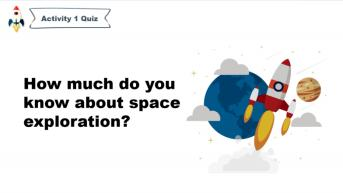 Activity 1 Quiz
How much do you
know about space
exploration?